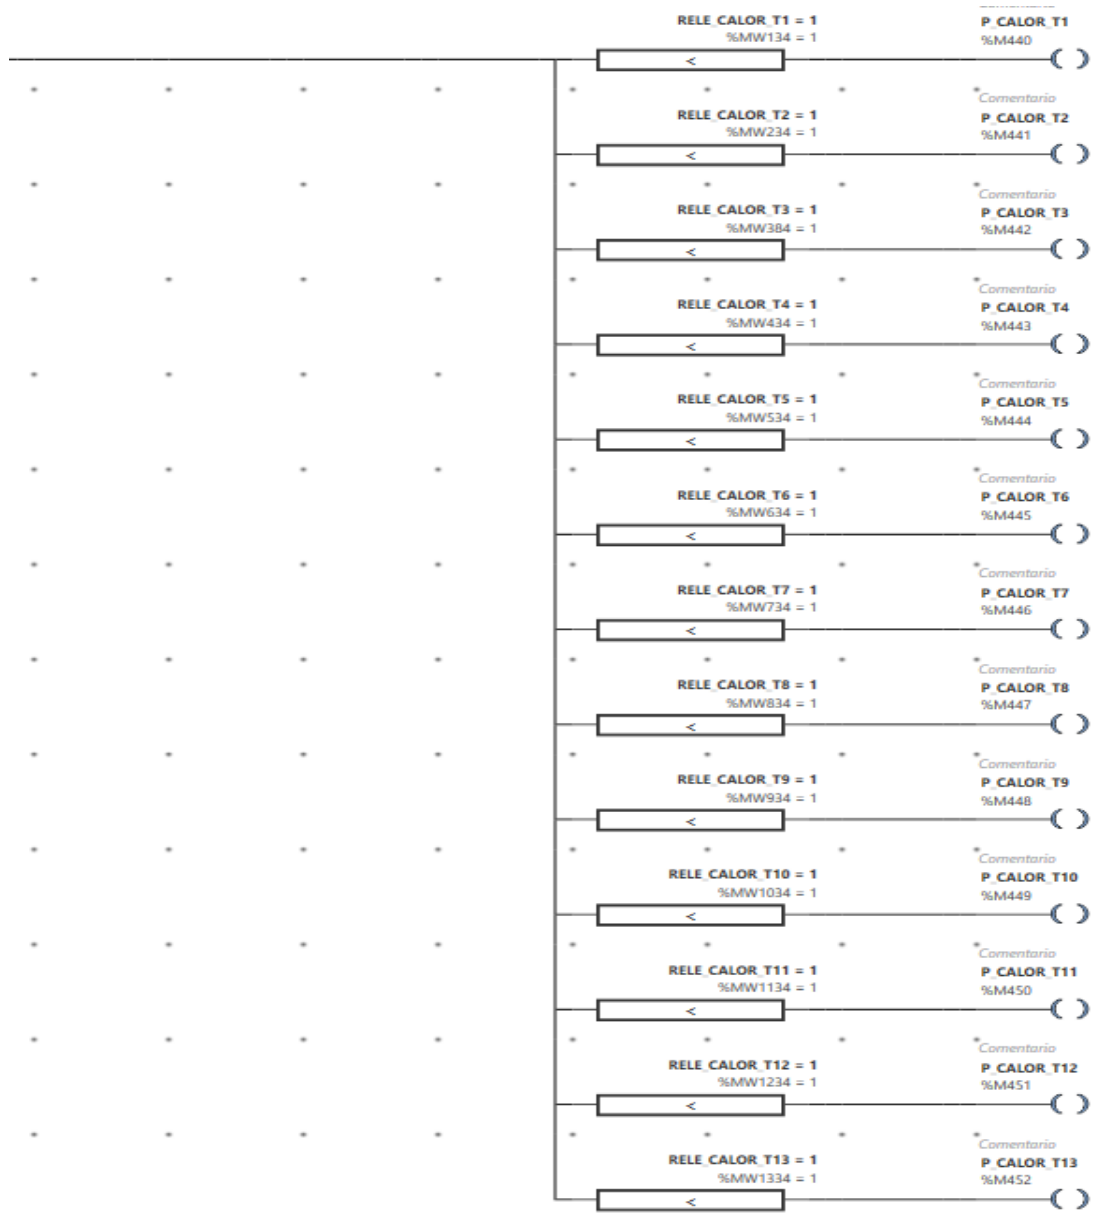 RELE_CALOR_T1 = 1
%MW134 = 1
<
P_CALOR_T1
%M440
Comentario
RELE_CALOR_T2 = 1
%MW234 = 1
<
P_CALOR_T2
%M441
Comentario
RELE_CALOR_T3 = 1
%MW384 = 1
<
P_CALOR_T3
%M442
Comentario
RELE_CALOR_T4 = 1
%MW434 = 1
<
P_CALOR_T4
%M443
Comentario
RELE_CALOR_T5 = 1
%MW534 = 1
<
P_CALOR_T5
%M444
Comentario
RELE_CALOR_T6 = 1
%MW634 = 1
<
P_CALOR_T6
%M445
Comentario
RELE_CALOR_T7 = 1
%MW734 = 1
<
P_CALOR_T7
%M446
Comentario
RELE_CALOR_T8 = 1
%MW834 = 1
<
P_CALOR_T8
%M447
Comentario
RELE_CALOR_T9 = 1
%MW934 = 1
<
P_CALOR_T9
%M448
Comentario
RELE_CALOR_T10 = 1
%MW1034 = 1
<
P_CALOR_T10
%M449
Comentario
RELE_CALOR_T11 = 1
%MW1134 = 1
<
P_CALOR_T11
%M450
Comentario
RELE_CALOR_T12 = 1
%MW1234 = 1
<
P_CALOR_T12
%M451
Comentario
RELE_CALOR_T13 = 1
%MW1334 = 1
<
P_CALOR_T13
%M452